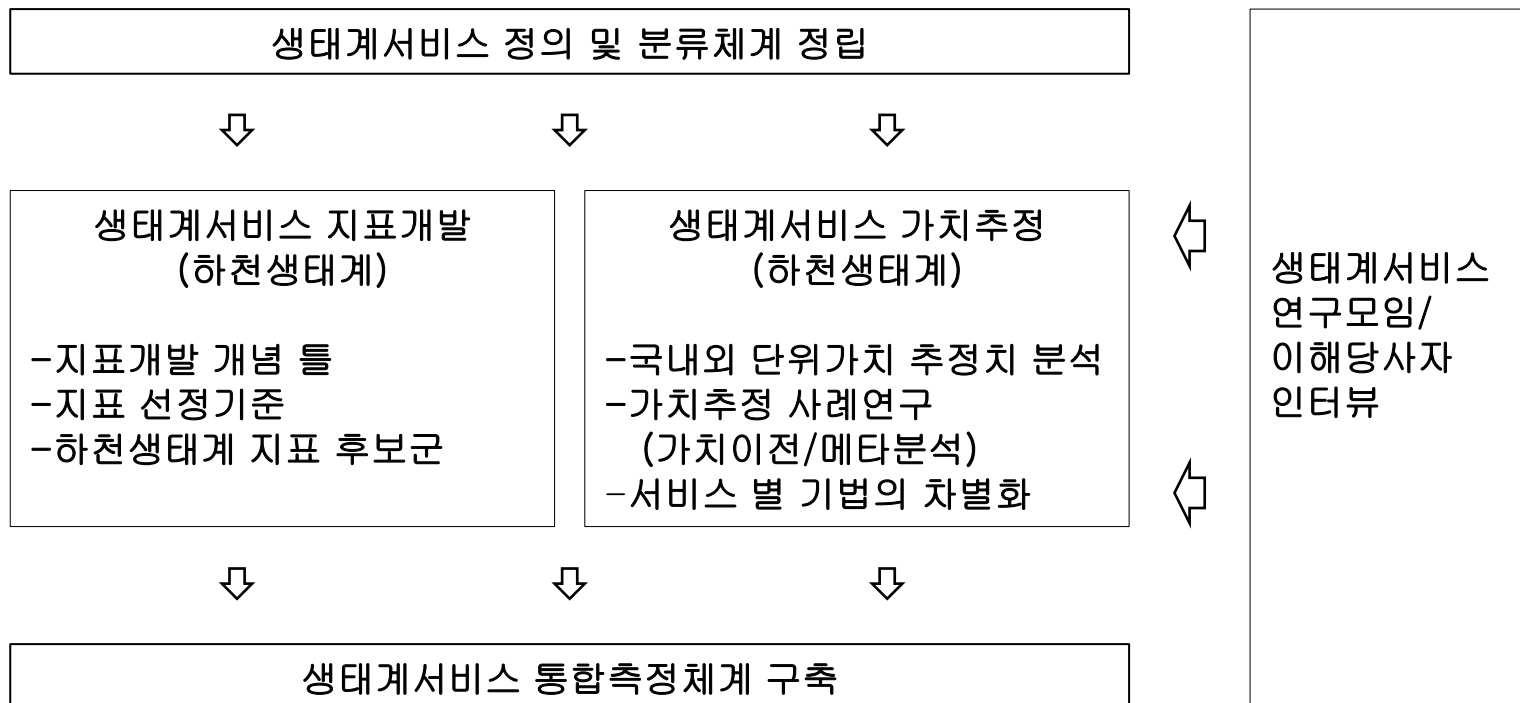 생태계서비스 정의 및 분류체계 정립
생태계서비스 지표개발
(하천생태계)
-지표개발 개념 틀
-지표 선정기준
-하천생태계 지표 후보군
생태계서비스 가치추정
(하천생태계)
-국내외 단위가치 추정치 분석
-가치추정 사례연구
(가치이전/메타분석)
-서비스 별 기법의 차별화
생태계서비스
연구모임/
이해당사자
인터뷰
생태계서비스 통합측정체계 구축